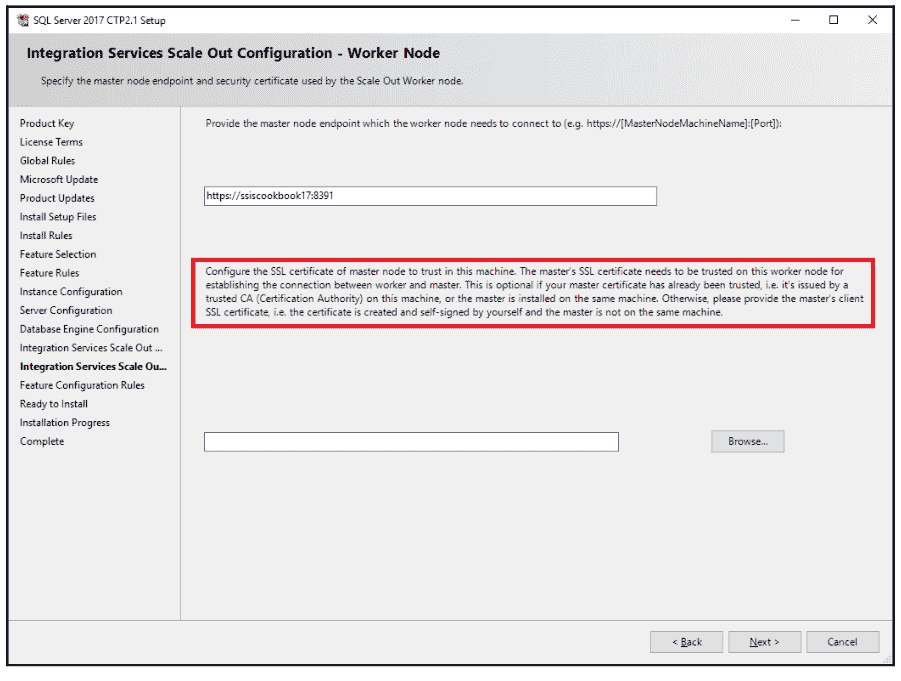 SQL Server 2017 CTP2.1 Setup
Integration Services Scale Out Configuration - Worker Node
Specify the master node endpoint and security certificate used by the Scale Out Worker node.
Product Key
License Terms
Global Rules
Microsoft Update
Product Updates
Install Setup Files
Install Rules
Feature Selection
Feature Rules
Instance Configuration
Server Configuration
Database Engine Configuration
Integration Services Scale Out ...
Integration Services Scale Ou...
Feature Configuration Rules
Ready to Install
Installation Progress
Complete
Provide the master node endpoint which the worker node needs to connect to (e.g. https://[MasterNodeMachineName]:[Port]):
https://ssiscookbook17:8391
Configure the SSL certificate of master node to trust in this machine. The master's SSL certificate needs to be trusted on this worker node for
establishing the connection between worker and master. This is optional if your master certificate has already been trusted, i.e. it's issued by a
trusted CA (Certification Authority) on this machine, or the master is installed on the same machine. Otherwise, please provide the master's client
SSL certificate, i.e. the certificate is created and self-signed by yourself and the master is not on the same machine.
Browse...
< Back
Next >
Cancel